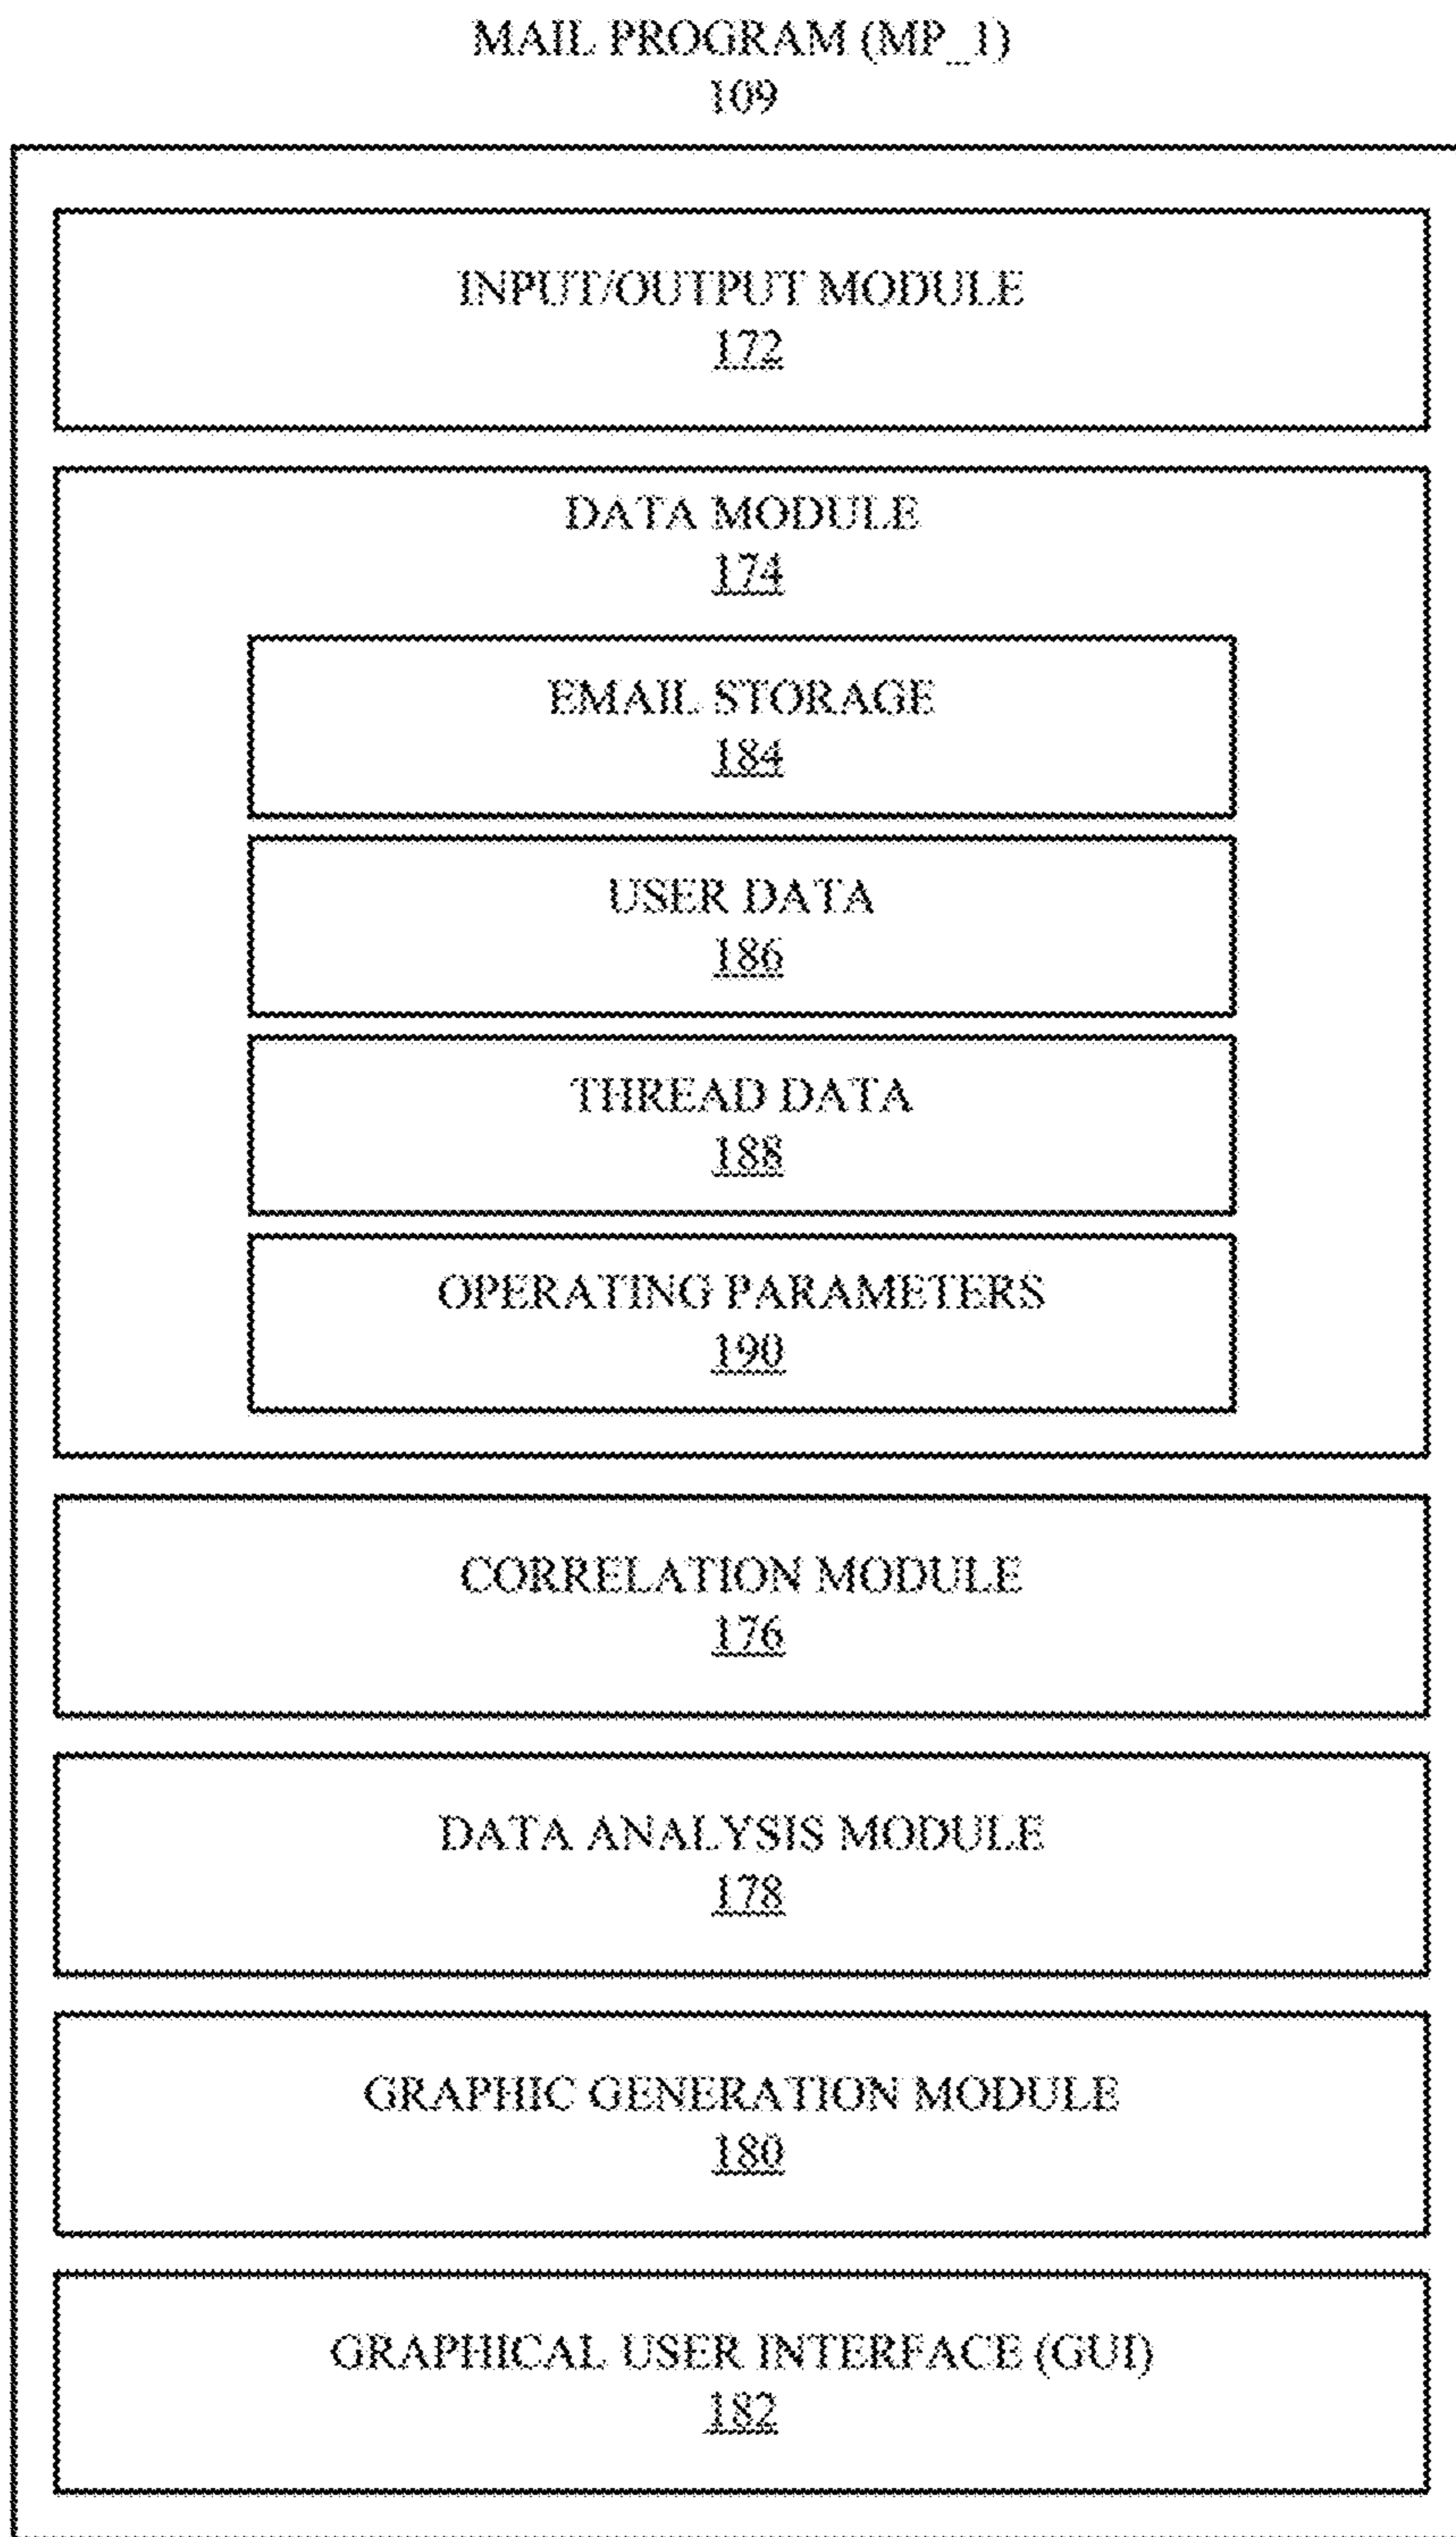 MAIL PROGRAM (MP_1)
109
INPUT/OUTPUT MODULE
172
DATA MODULE
174
EMAIL STORAGE
184
USER DATA
186
THREAD DATA
188
OPERATING PARAMETERS
190
CORRELATION MODULE
176
DATA ANALYSIS MODULE
178
GRAPHIC GENERATION MODULE
180
GRAPHICAL USER INTERFACE (GUI)
182